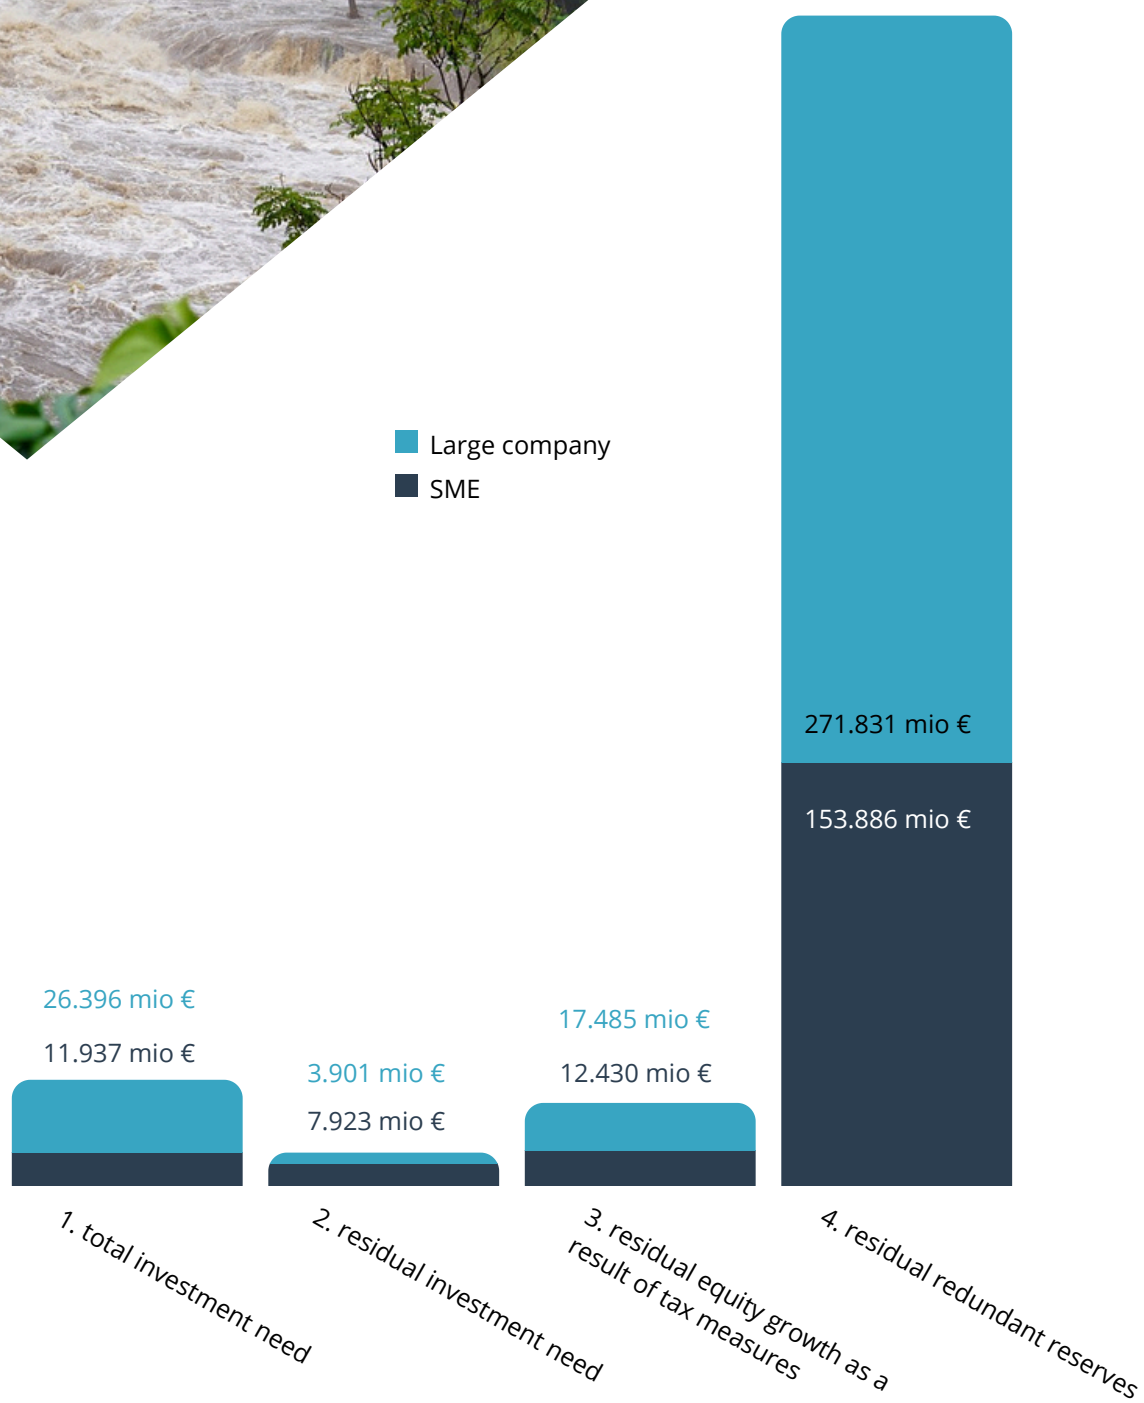 Large company
SME
271.831 mio €
153.886 mio €
26.396 mio €
11.937 mio €
3.901 mio €
7.923 mio €
17.485 mio €
12.430 mio €
1. total investment need
2. residual investment need
3. residual equity growth as a
result of tax measures
4. residual redundant reserves